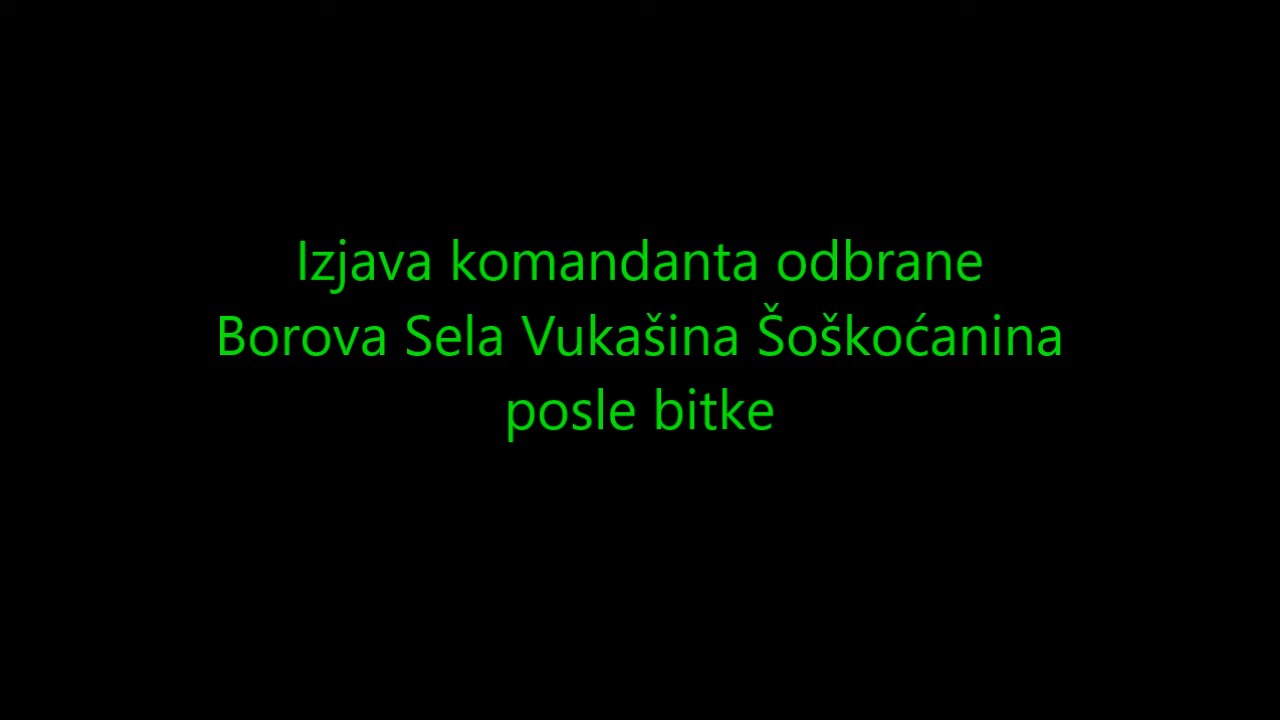 Izjava komandanta odbrane
Borova Sela Vukašina Šoškoćanina
posle bitke